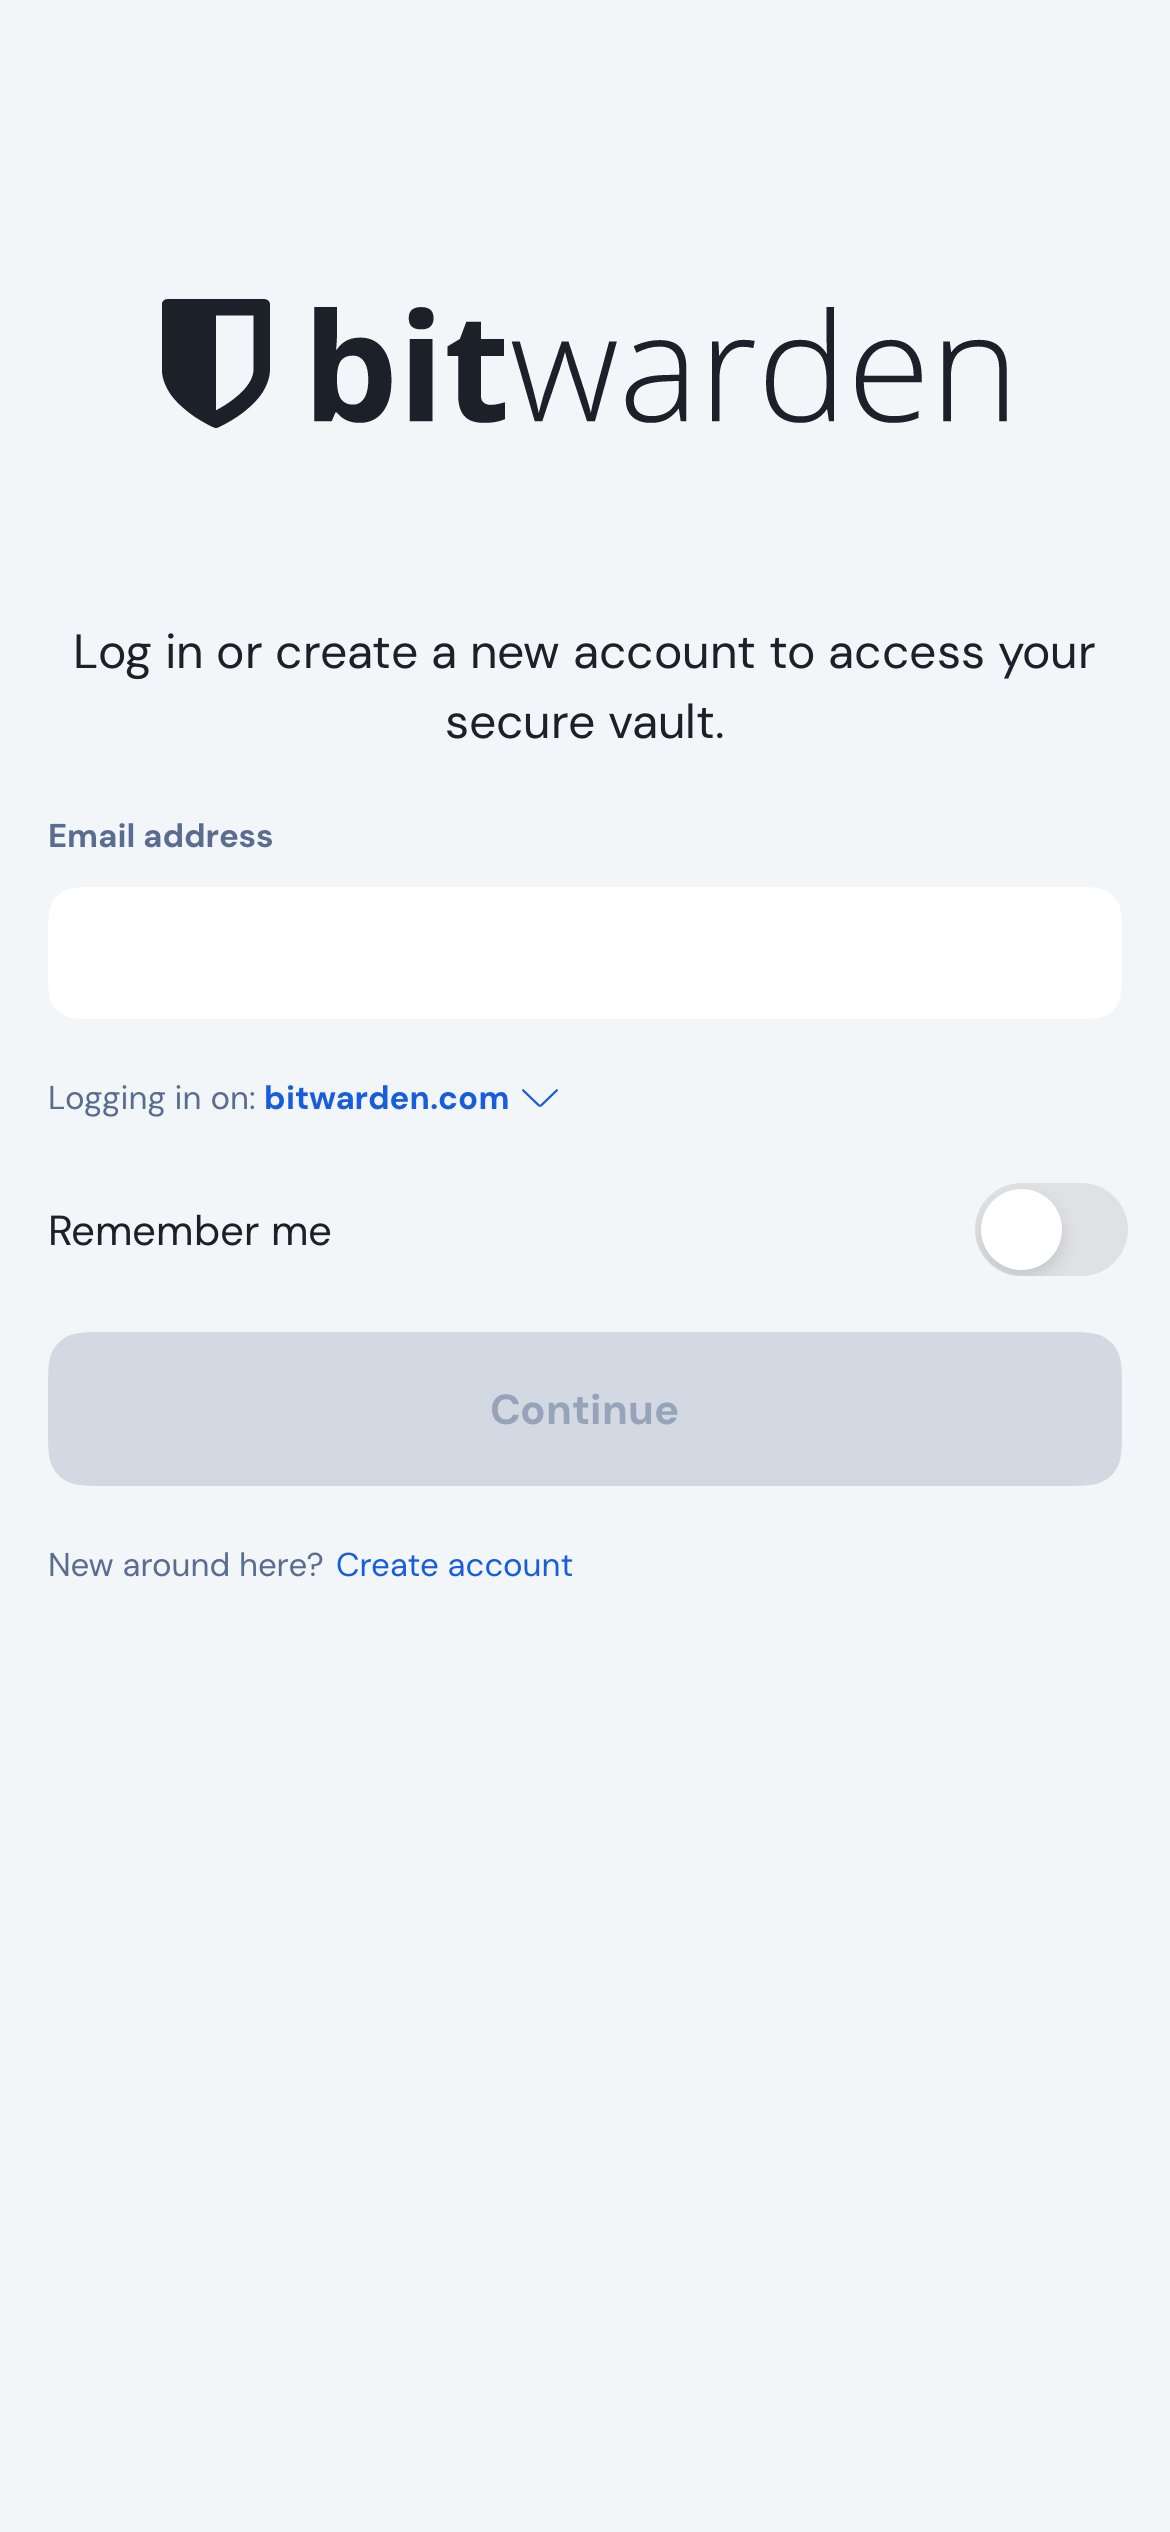 bitwarden
Log in or create a new account to access your
secure vault.
Email address
Logging in on: bitwarden.com
Remember me
Continue
New around here? Create account